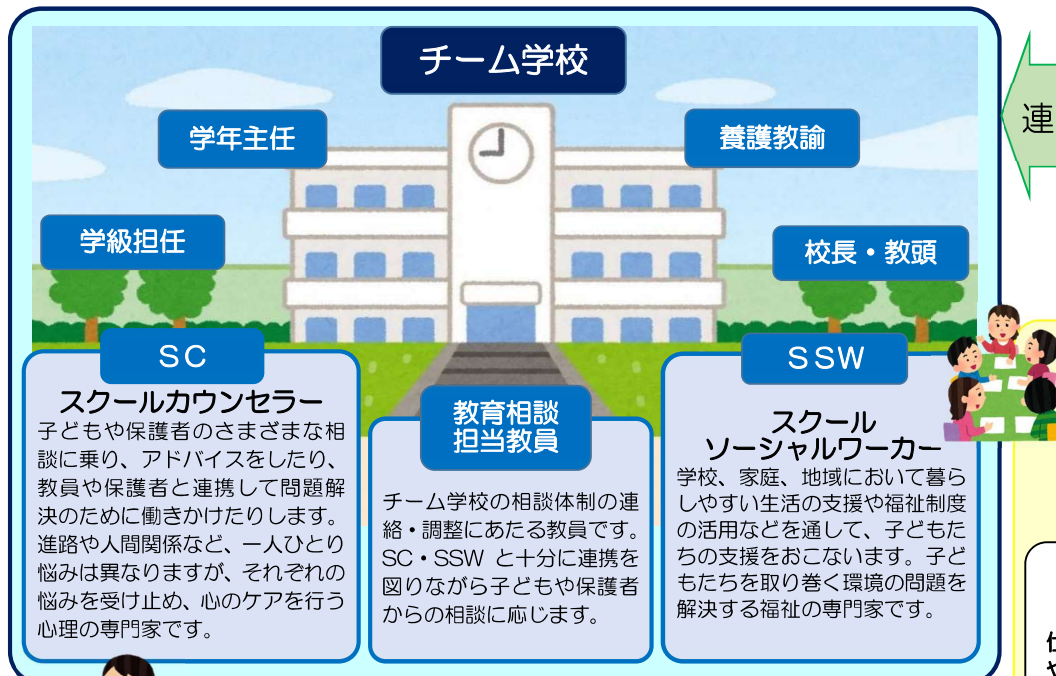 チーム学校
学年主任
養護教諭
学級担任
校長・教頭
連
SC
スクールカウンセラー
子どもや保護者のさまざまな相
談に乗り、アドバイスをしたり、
教員や保護者と連携して問題解
決のために働きかけたりします。
進路や人間関係など、一人ひとり
悩みは異なりますが、それぞれの
悩みを受け止め、心のケアを行う
心理の専門家です。
教育相談
担当教員
チーム学校の相談体制の連
絡・調整にあたる教員です。
SC・SSW と十分に連携を
図りながら子どもや保護者
からの相談に応じます。
SSW
スクール
ソーシャルワーカー
学校、家庭、地域において暮ら
しやすい生活の支援や福祉制度
の活用などを通して、子どもた
ちの支援をおこないます。子ど
もたちを取り巻く環境の問題を
解決する福祉の専門家です。